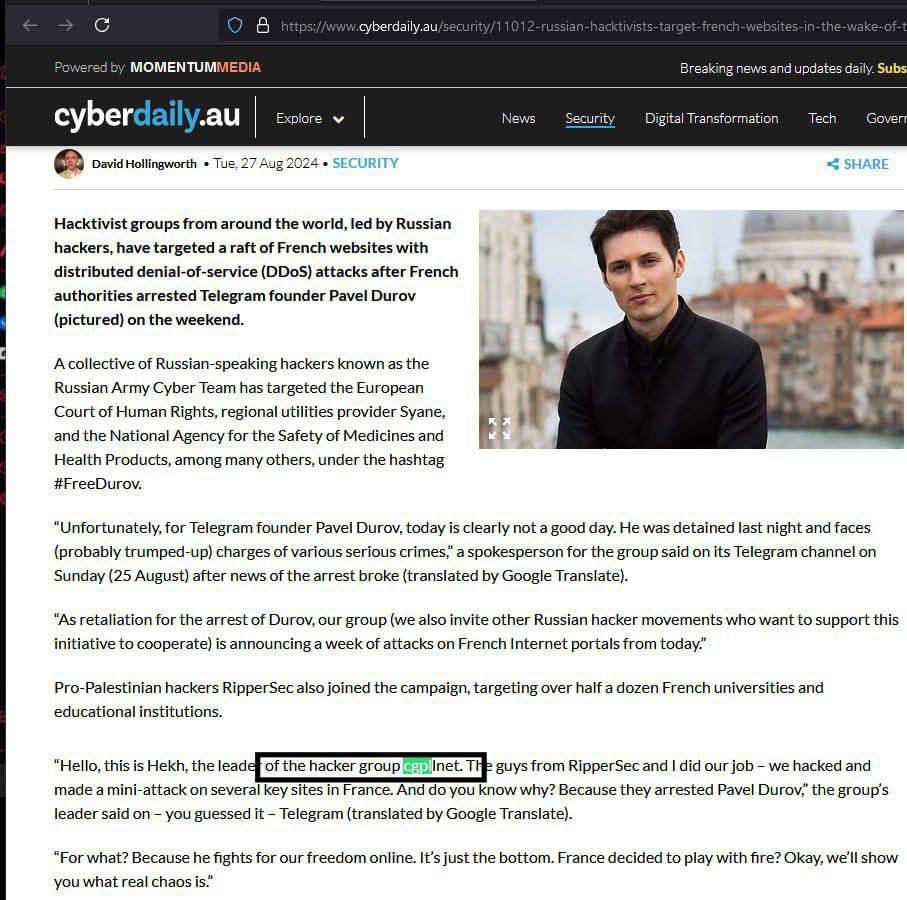 https://www.cyberdaily.au/security/11012-russian-hacktivists-target-french-websites-in-the-wake-of-t
Powered by MOMENTUMMEDIA
Breaking news and updates daily. Subs
cyberdaily.au
Explore
News Security Digital Transformation Tech Gover
David Hollingworth • Tue, 27 Aug 2024 • SECURITY
SHARE
Hacktivist groups from around the world, led by Russian
hackers, have targeted a raft of French websites with
distributed denial-of-service (DDoS) attacks after French
authorities arrested Telegram founder Pavel Durov
(pictured) on the weekend.
A collective of Russian-speaking hackers known as the
Russian Army Cyber Team has targeted the European
Court of Human Rights, regional utilities provider Syane,
and the National Agency for the Safety of Medicines and
Health Products, among many others, under the hashtag
#FreeDurov.
“Unfortunately, for Telegram founder Pavel Durov, today is clearly not a good day. He was detained last night and faces
(probably trumped-up) charges of various serious crimes,” a spokesperson for the group said on its Telegram channel on
Sunday (25 August) after news of the arrest broke (translated by Google Translate).
“As retaliation for the arrest of Durov, our group (we also invite other Russian hacker movements who want to support this
initiative to cooperate) is announcing a week of attacks on French Internet portals from today.”
Pro-Palestinian hackers RipperSec also joined the campaign, targeting over half a dozen French universities and
educational institutions.
“Hello, this is Hekh, the leader of the hacker group cgpllnet. The guys from RipperSec and I did our job – we hacked and
made a mini-attack on several key sites in France. And do you know why? Because they arrested Pavel Durov,” the group’s
leader said on – you guessed it – Telegram (translated by Google Translate).
“For what? Because he fights for our freedom online. It’s just the bottom. France decided to play with fire? Okay, we’ll show
you what real chaos is.”